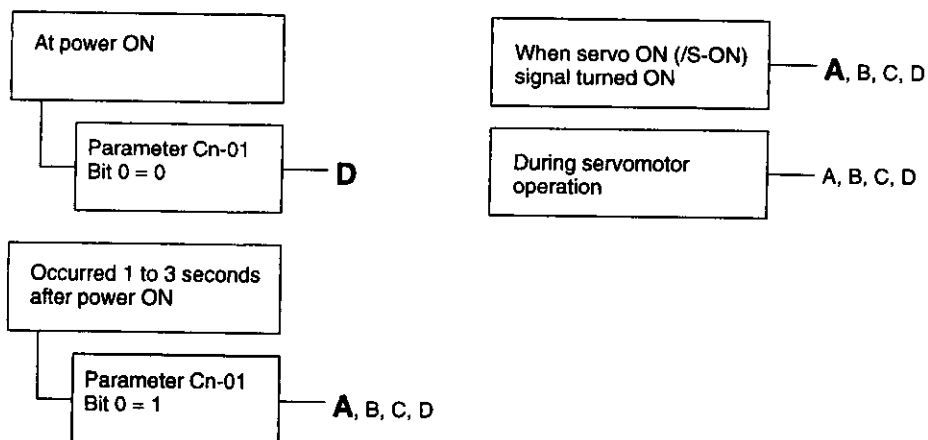 At power ON
Parameter Cn-01
Bit 0 = 0
D
Occurred 1 to 3 seconds
after power ON
Parameter Cn-01
Bit 0 = 1
A, B, C, D
When servo ON (/S-ON)
signal turned ON
A, B, C, D
During servomotor
operation
A, B, C, D